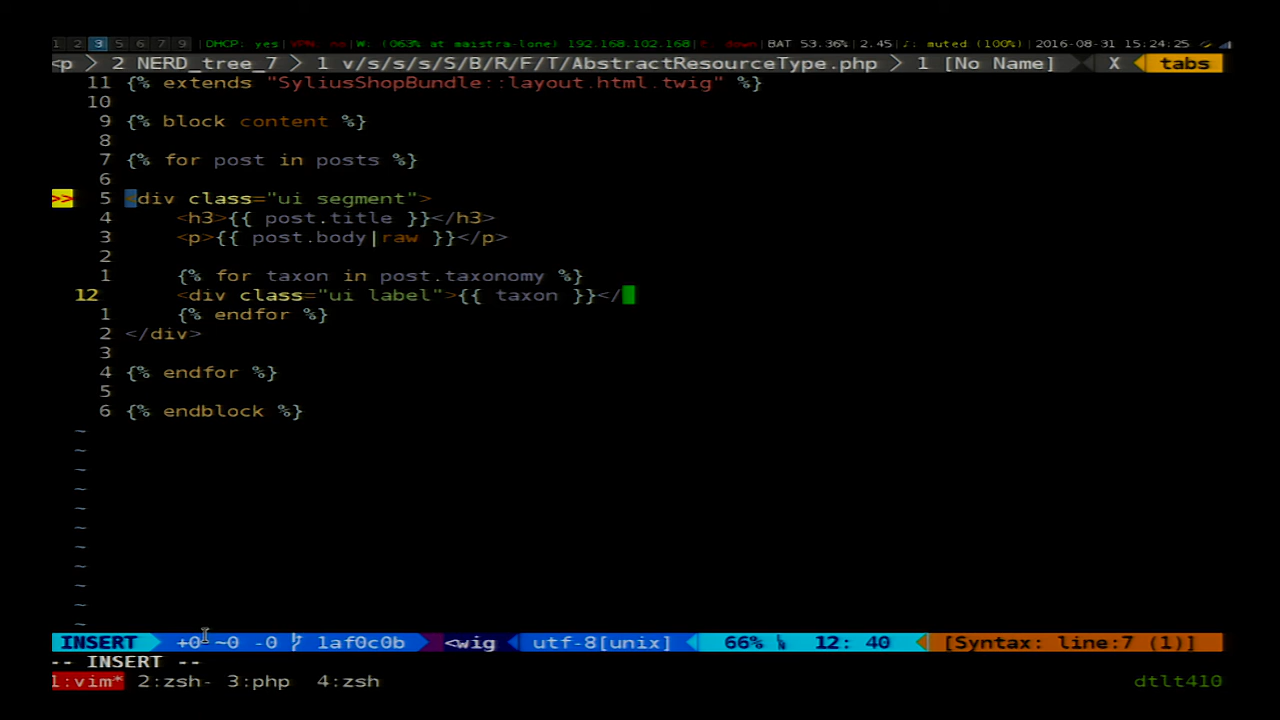 1 2 3 5 6 7 9 |DHCP: yes|VPN: no|W: (063% at maistra-lone) 192.168.102.168|E: down|BAT 53.36%|2.45|♪: muted (100%)|2016-08-31 15:24:25
<p > 2 NERD_tree_7 > 1 v/s/s/s/S/B/R/F/T/AbstractResourceType.php > 1 [No Name] X tabs
11 {% extends "SyliusShopBundle::layout.html.twig" %}
10
9 {% block content %}
8
7 {% for post in posts %}
6
>> 5 <div class="ui segment">
4 <h3>{{ post.title }}</h3>
3 <p>{{ post.body|raw }}</p>
2
1 {% for taxon in post.taxonomy %}
12 <div class="ui label">{{ taxon }}</
1 {% endfor %}
2 </div>
3
4 {% endfor %}
5
6 {% endblock %}
~
~
~
~
~
~
~
~
~
~
~
INSERT +0 ~0 -0 1af0c0b <wig utf-8[unix] 66% 12: 40 [Syntax: line:7 (1)]
-- INSERT --
1:vim* 2:zsh- 3:php 4:zsh dtlt410